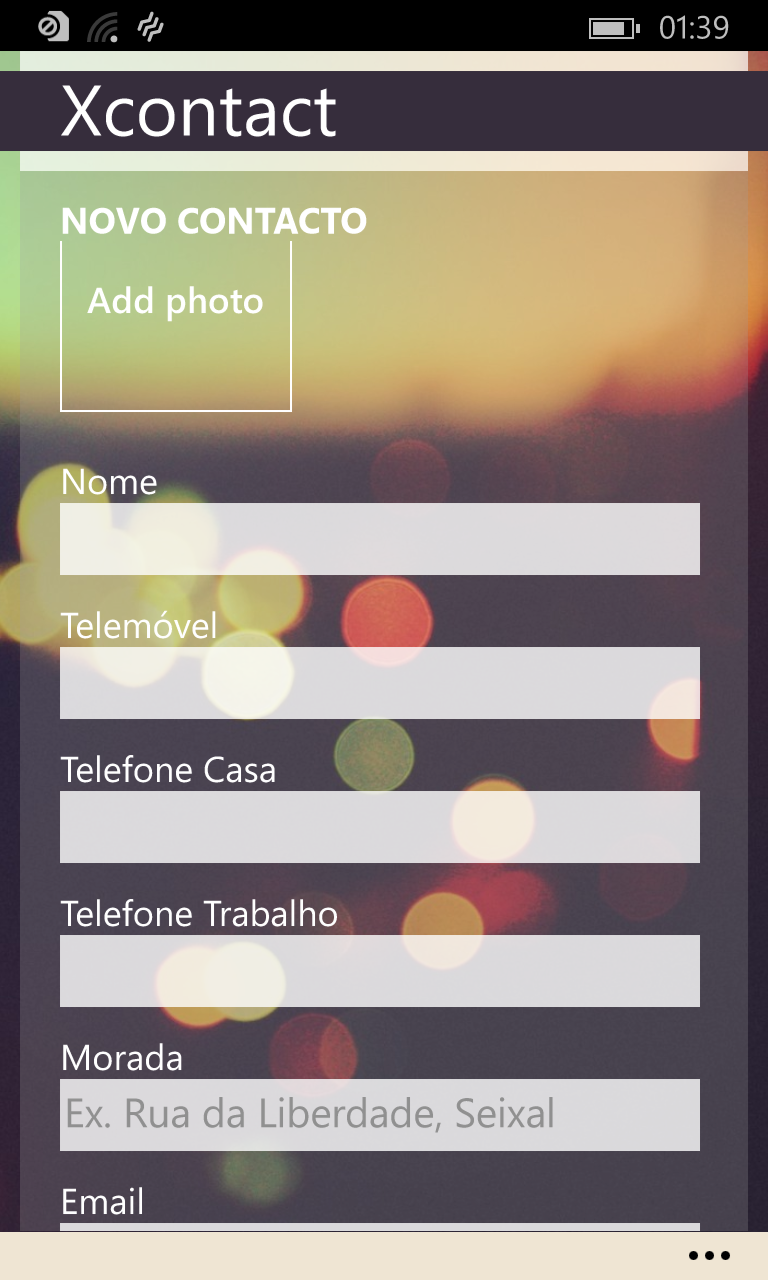 01:39
Xcontact
NOVO CONTACTO
Add photo
Nome
Telemóvel
Telefone Casa
Telefone Trabalho
Morada
Ex. Rua da Liberdade, Seixal
Email